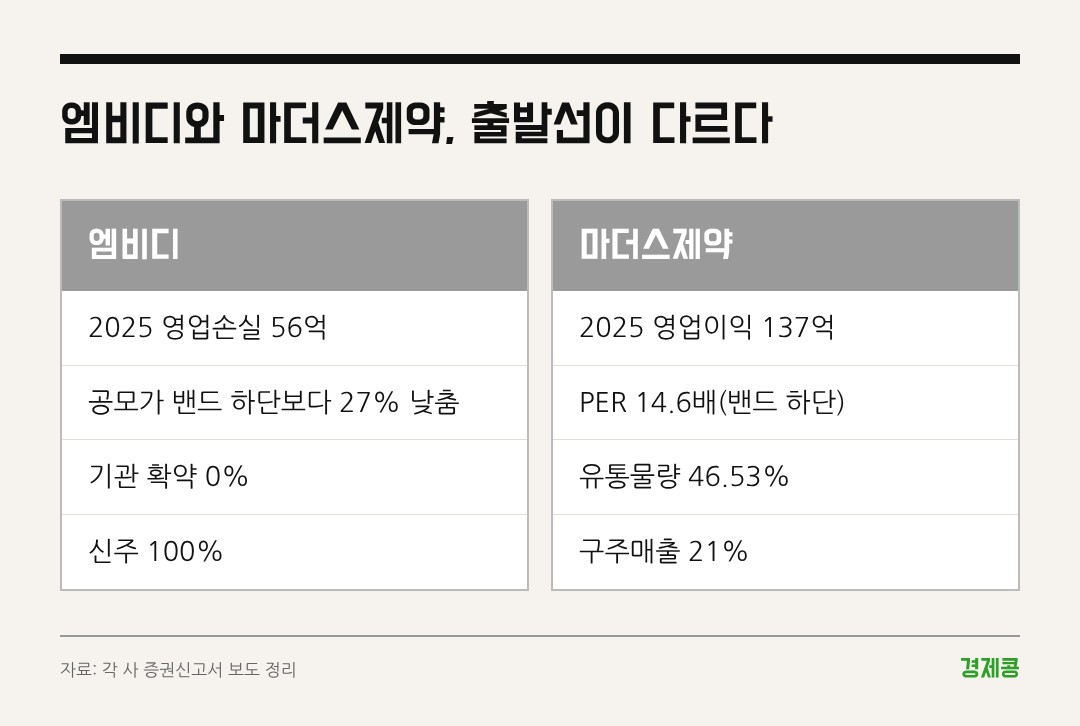 엠비디와 마더스제약, 출발선이 다르다
엠비디
2025 영업손실 56억
공모가 밴드 하단보다 27% 낮춤
기관 확약 0%
신주 100%
마더스제약
2025 영업이익 137억
PER 14.6배(밴드 하단)
유통물량 46.53%
구주매출 21%
자료: 각 사 증권신고서 보도 정리
경제콩